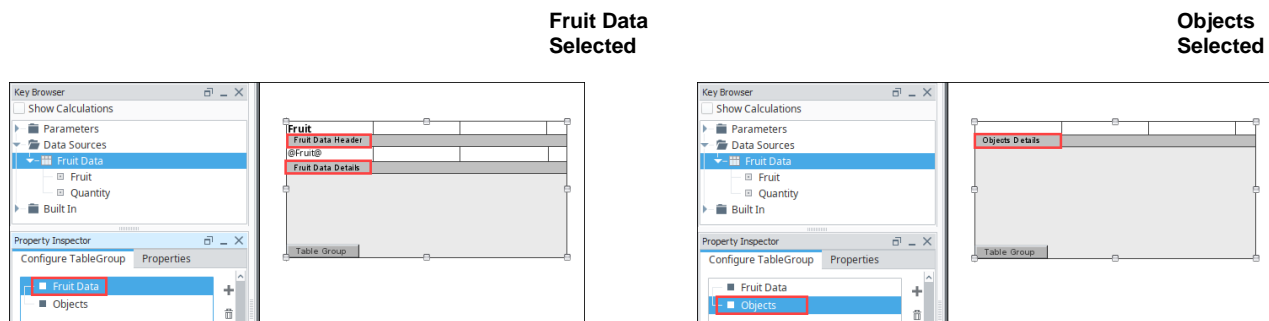 Fruit Data
Selected
Objects
Selected
Key Browser
Show Calculations
Parameters
Data Sources
Fruit Data
Fruit
Quantity
Built In
Property Inspector
Configure TableGroup Properties
Fruit Data
Objects
Fruit
Fruit Data Header
@Fruit@
Fruit Data Details
Table Group
Key Browser
Show Calculations
Parameters
Data Sources
Fruit Data
Fruit
Quantity
Built In
Property Inspector
Configure TableGroup Properties
Fruit Data
Objects
Objects Details
Table Group